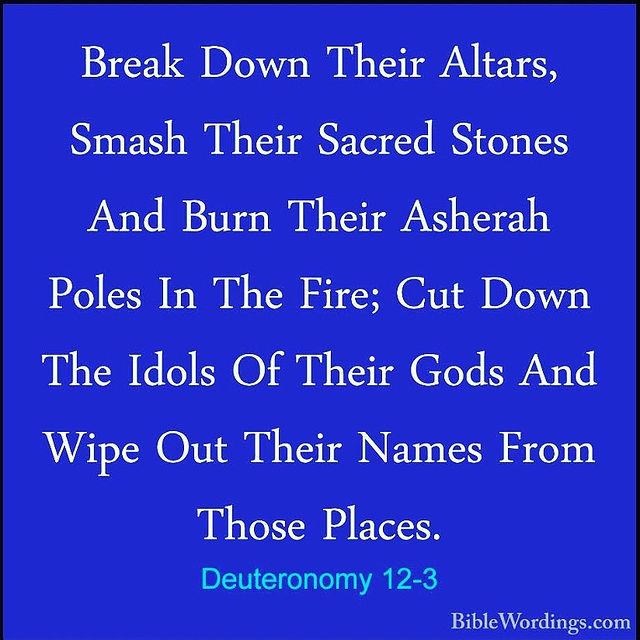 Break Down Their Altars,
Smash Their Sacred Stones
And Burn Their Asherah
Poles In The Fire; Cut Down
The Idols Of Their Gods And
Wipe Out Their Names From
Those Places.
Deuteronomy 12-3
BibleWordings.com